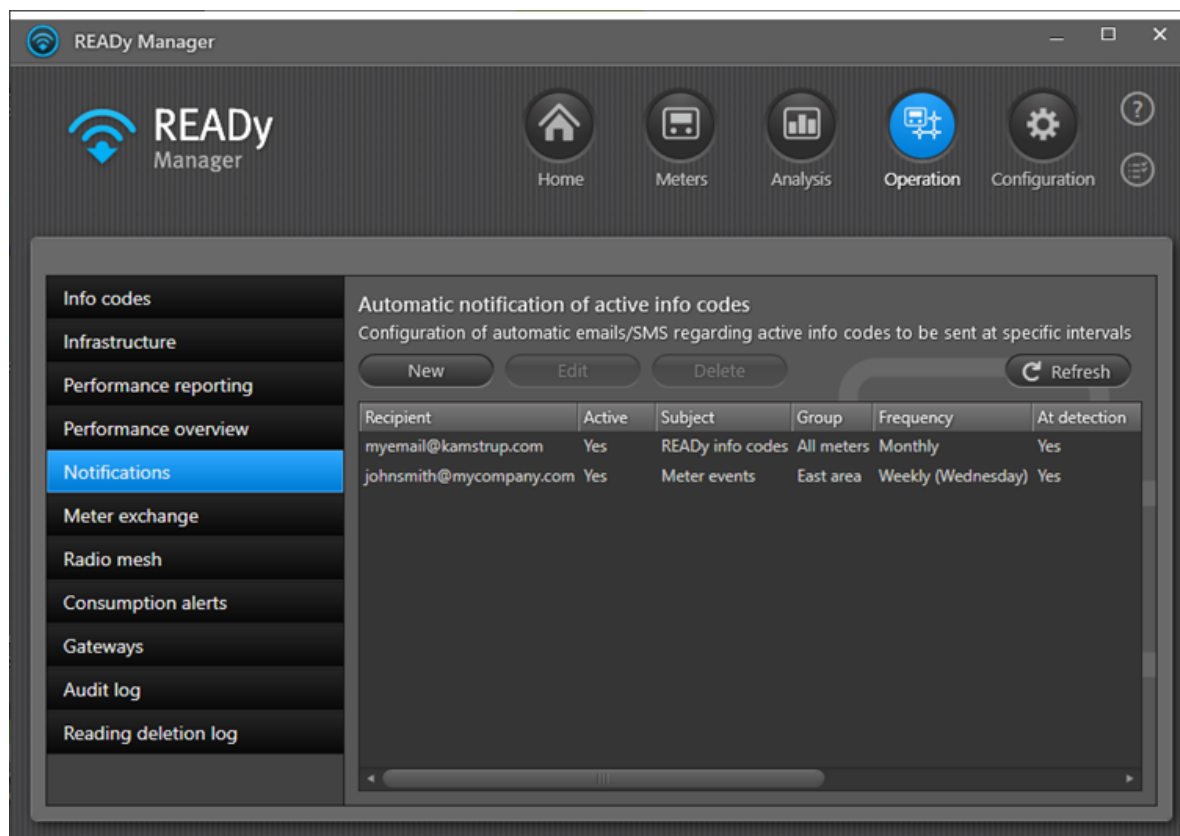 READy Manager
READy
Manager
Home Meters Analysis Operation Configuration
?
Info codes
Infrastructure
Performance reporting
Performance overview
Notifications
Meter exchange
Radio mesh
Consumption alerts
Gateways
Audit log
Reading deletion log
Automatic notification of active info codes
Configuration of automatic emails/SMS regarding active info codes to be sent at specific intervals
New Edit Delete Refresh
Recipient Active Subject Group Frequency At detection
myemail@kamstrup.com Yes READy info codes All meters Monthly Yes
johnsmith@mycompany.com Yes Meter events East area Weekly (Wednesday) Yes